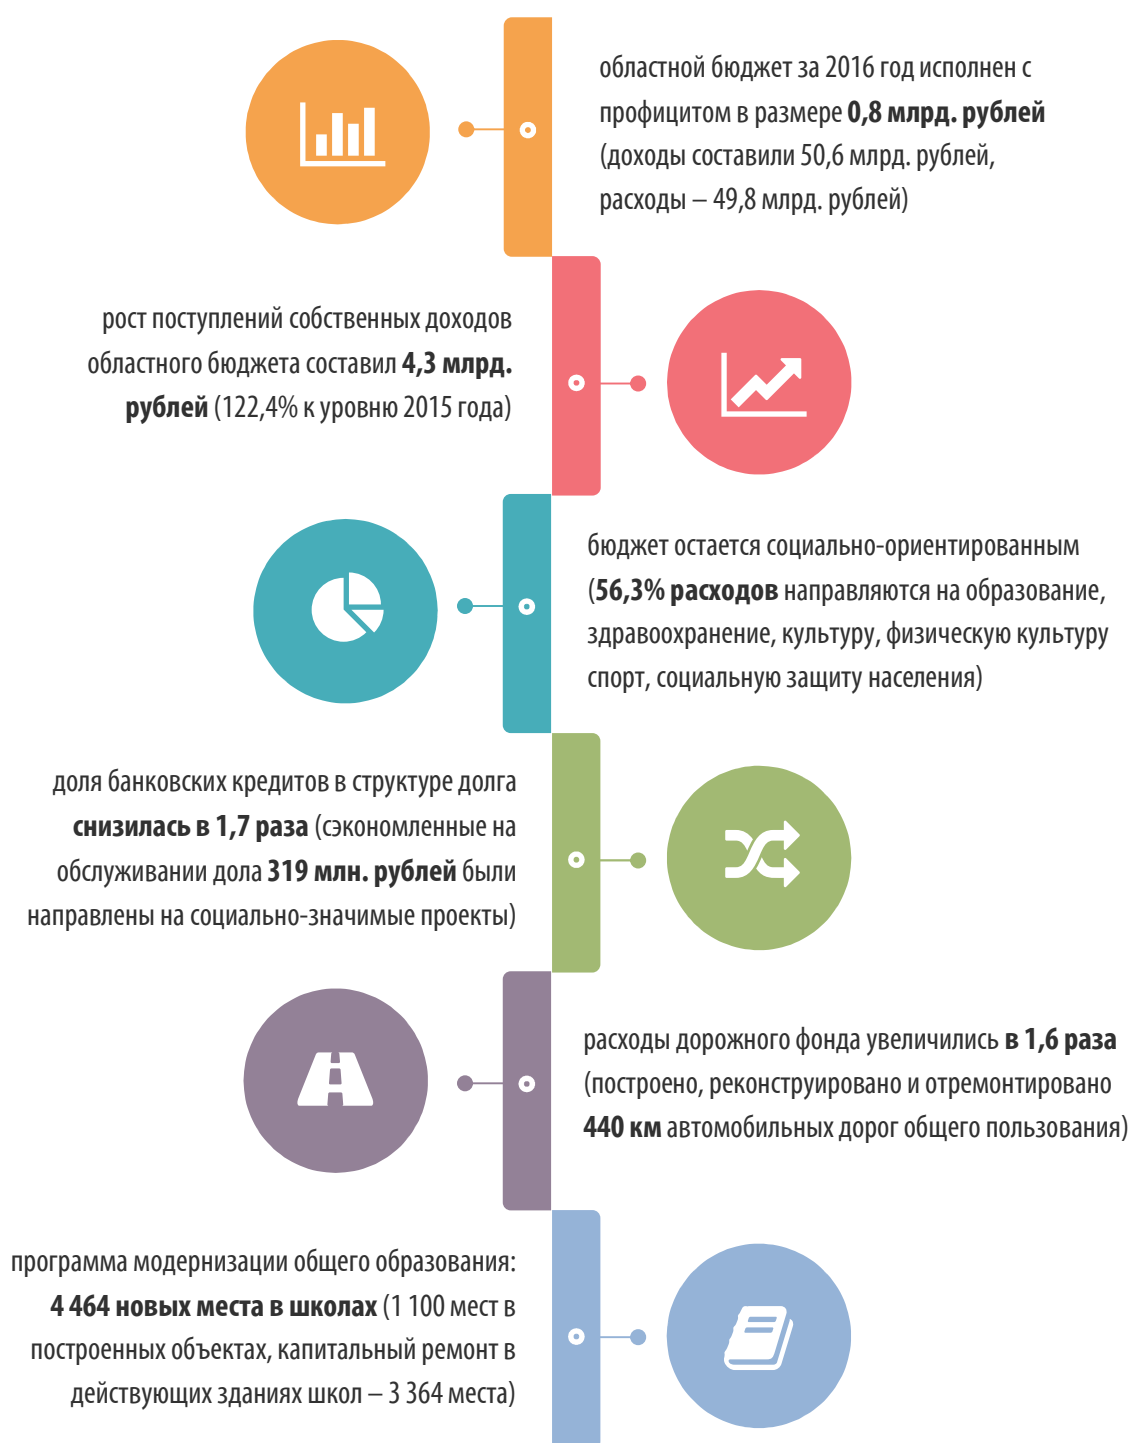 областной бюджет за 2016 год исполнен с
профицитом в размере 0,8 млрд. рублей
(доходы составили 50,6 млрд. рублей,
расходы – 49,8 млрд. рублей)
рост поступлений собственных доходов
областного бюджета составил 4,3 млрд.
рублей (122,4% к уровню 2015 года)
бюджет остается социально-ориентированным
(56,3% расходов направляются на образование,
здравоохранение, культуру, физическую культуру
спорт, социальную защиту населения)
доля банковских кредитов в структуре долга
снизилась в 1,7 раза (сэкономленные на
обслуживании дола 319 млн. рублей были
направлены на социально-значимые проекты)
расходы дорожного фонда увеличились в 1,6 раза
(построено, реконструировано и отремонтировано
440 км автомобильных дорог общего пользования)
программа модернизации общего образования:
4 464 новых места в школах (1 100 мест в
построенных объектах, капитальный ремонт в
действующих зданиях школ – 3 364 места)